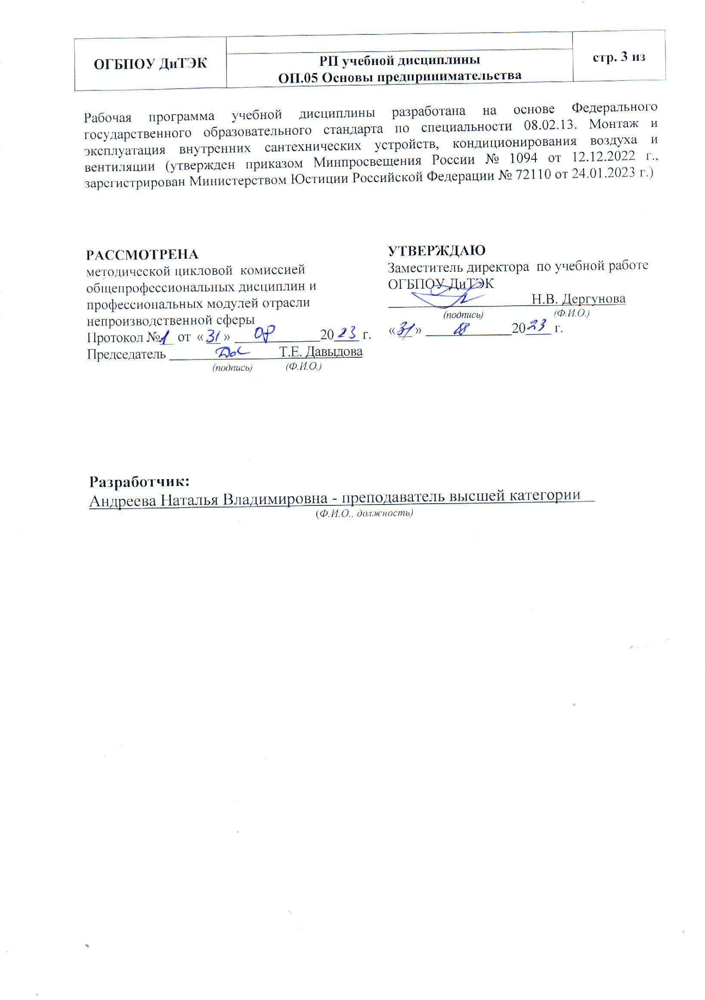 ОГБПОУ ДиТЭК
РП учебной дисциплины
ОП.05 Основы предпринимательства
стр. 3 из
Рабочая программа учебной дисциплины разработана на основе Федерального
государственного образовательного стандарта по специальности 08.02.13. Монтаж и
эксплуатация внутренних сантехнических устройств, кондиционирования воздуха и
вентиляции (утвержден приказом Минпросвещения России № 1094 от 12.12.2022 г.,
зарегистрирован Министерством Юстиции Российской Федерации № 72110 от 24.01.2023 г.)
РАССМОТРЕНА
методической цикловой комиссией
общепрофессиональных дисциплин и
профессиональных модулей отрасли
непроизводственной сферы
Протокол № 1 от «31» 08 2023 г.
Председатель Т.Е. Давыдова
(подпись) (Ф.И.О.)
УТВЕРЖДАЮ
Заместитель директора по учебной работе
ОГБПОУ ДиТЭК
Н.В. Дергунова
(подпись) (Ф.И.О.)
«31» 2023 г.
Разработчик:
Андреева Наталья Владимировна - преподаватель высшей категории
(Ф.И.О., должность)